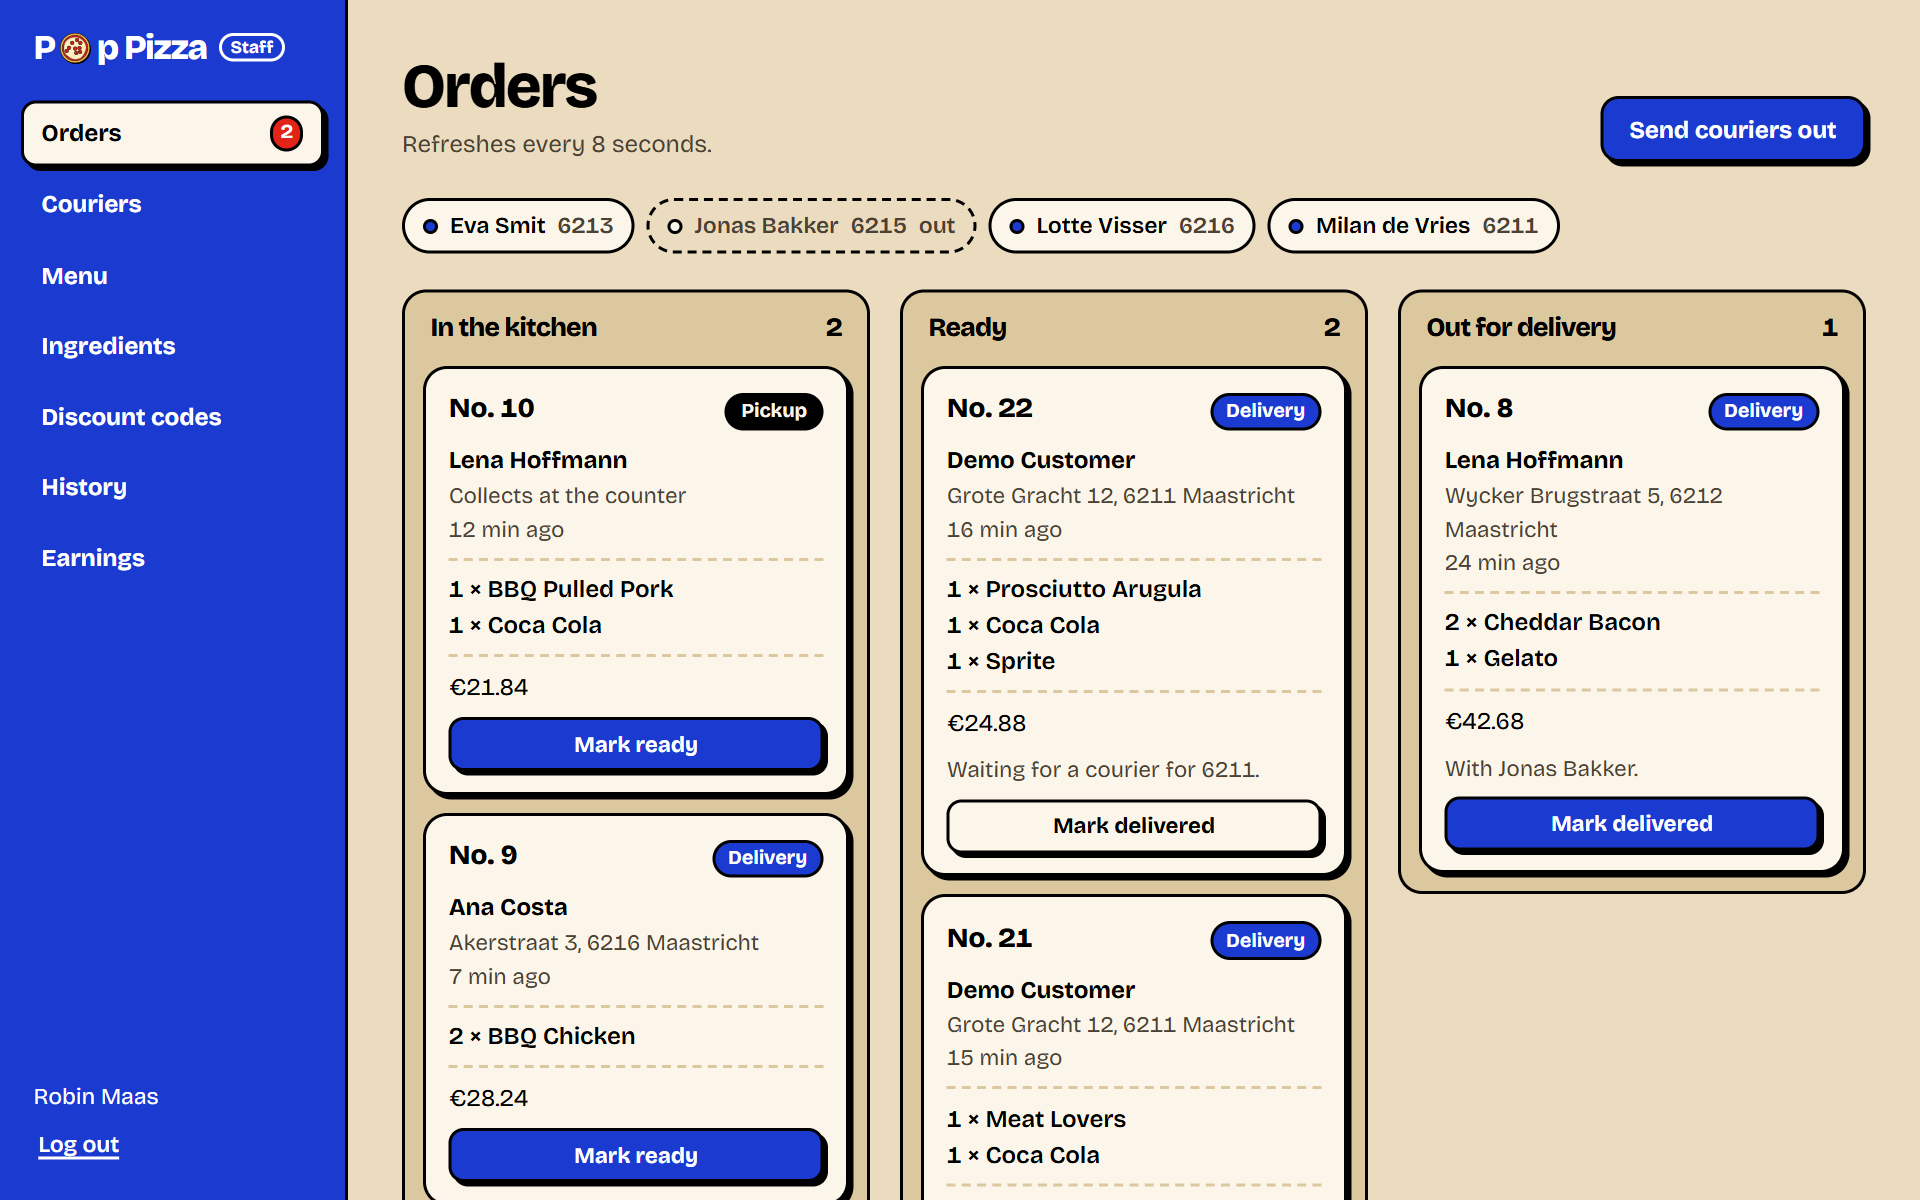 Pop Pizza Staff
Orders 2
Couriers
Menu
Ingredients
Discount codes
History
Earnings
Robin Maas
Log out
Orders
Refreshes every 8 seconds.
Send couriers out
Eva Smit 6213
Jonas Bakker 6215 out
Lotte Visser 6216
Milan de Vries 6211
In the kitchen 2
No. 10 Pickup
Lena Hoffmann
Collects at the counter
12 min ago
1 × BBQ Pulled Pork
1 × Coca Cola
€21.84
Mark ready
No. 9 Delivery
Ana Costa
Akerstraat 3, 6216 Maastricht
7 min ago
2 × BBQ Chicken
€28.24
Mark ready
Ready 2
No. 22 Delivery
Demo Customer
Grote Gracht 12, 6211 Maastricht
16 min ago
1 × Prosciutto Arugula
1 × Coca Cola
1 × Sprite
€24.88
Waiting for a courier for 6211.
Mark delivered
No. 21 Delivery
Demo Customer
Grote Gracht 12, 6211 Maastricht
15 min ago
1 × Meat Lovers
1 × Coca Cola
Out for delivery 1
No. 8 Delivery
Lena Hoffmann
Wycker Brugstraat 5, 6212
Maastricht
24 min ago
2 × Cheddar Bacon
1 × Gelato
€42.68
With Jonas Bakker.
Mark delivered